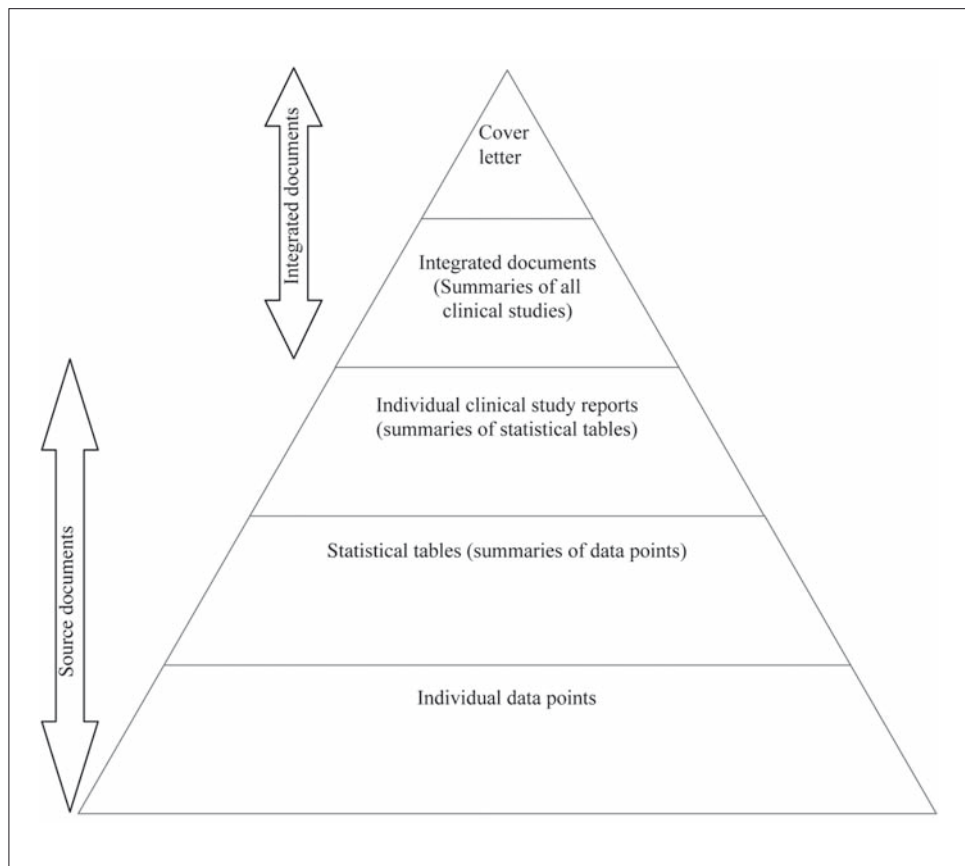 Cover
letter
Integrated documents
Integrated documents
(Summaries of all
clinical studies)
Individual clinical study reports
(summaries of statistical tables)
Source documents
Statistical tables (summaries of data points)
Individual data points